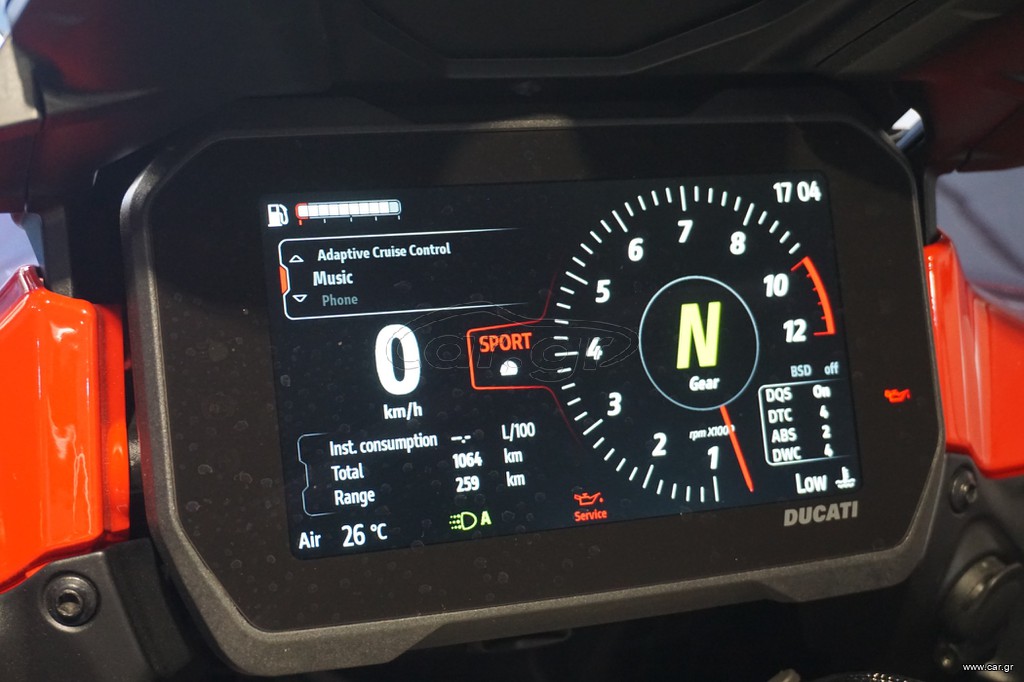 17 04
Adaptive Cruise Control
Music
Phone
6
7
8
5
10
SPORT
4
12
0
N
km/h
Gear
BSD off
3
DQS On
DTC 4
ABS 2
DWC 4
2
rpm X1000
1
Inst. consumption -.- L/100
Total 1064 km
Range 259 km
Low
Air 26 °C
A
Service
DUCATI
car.gr
www.car.gr